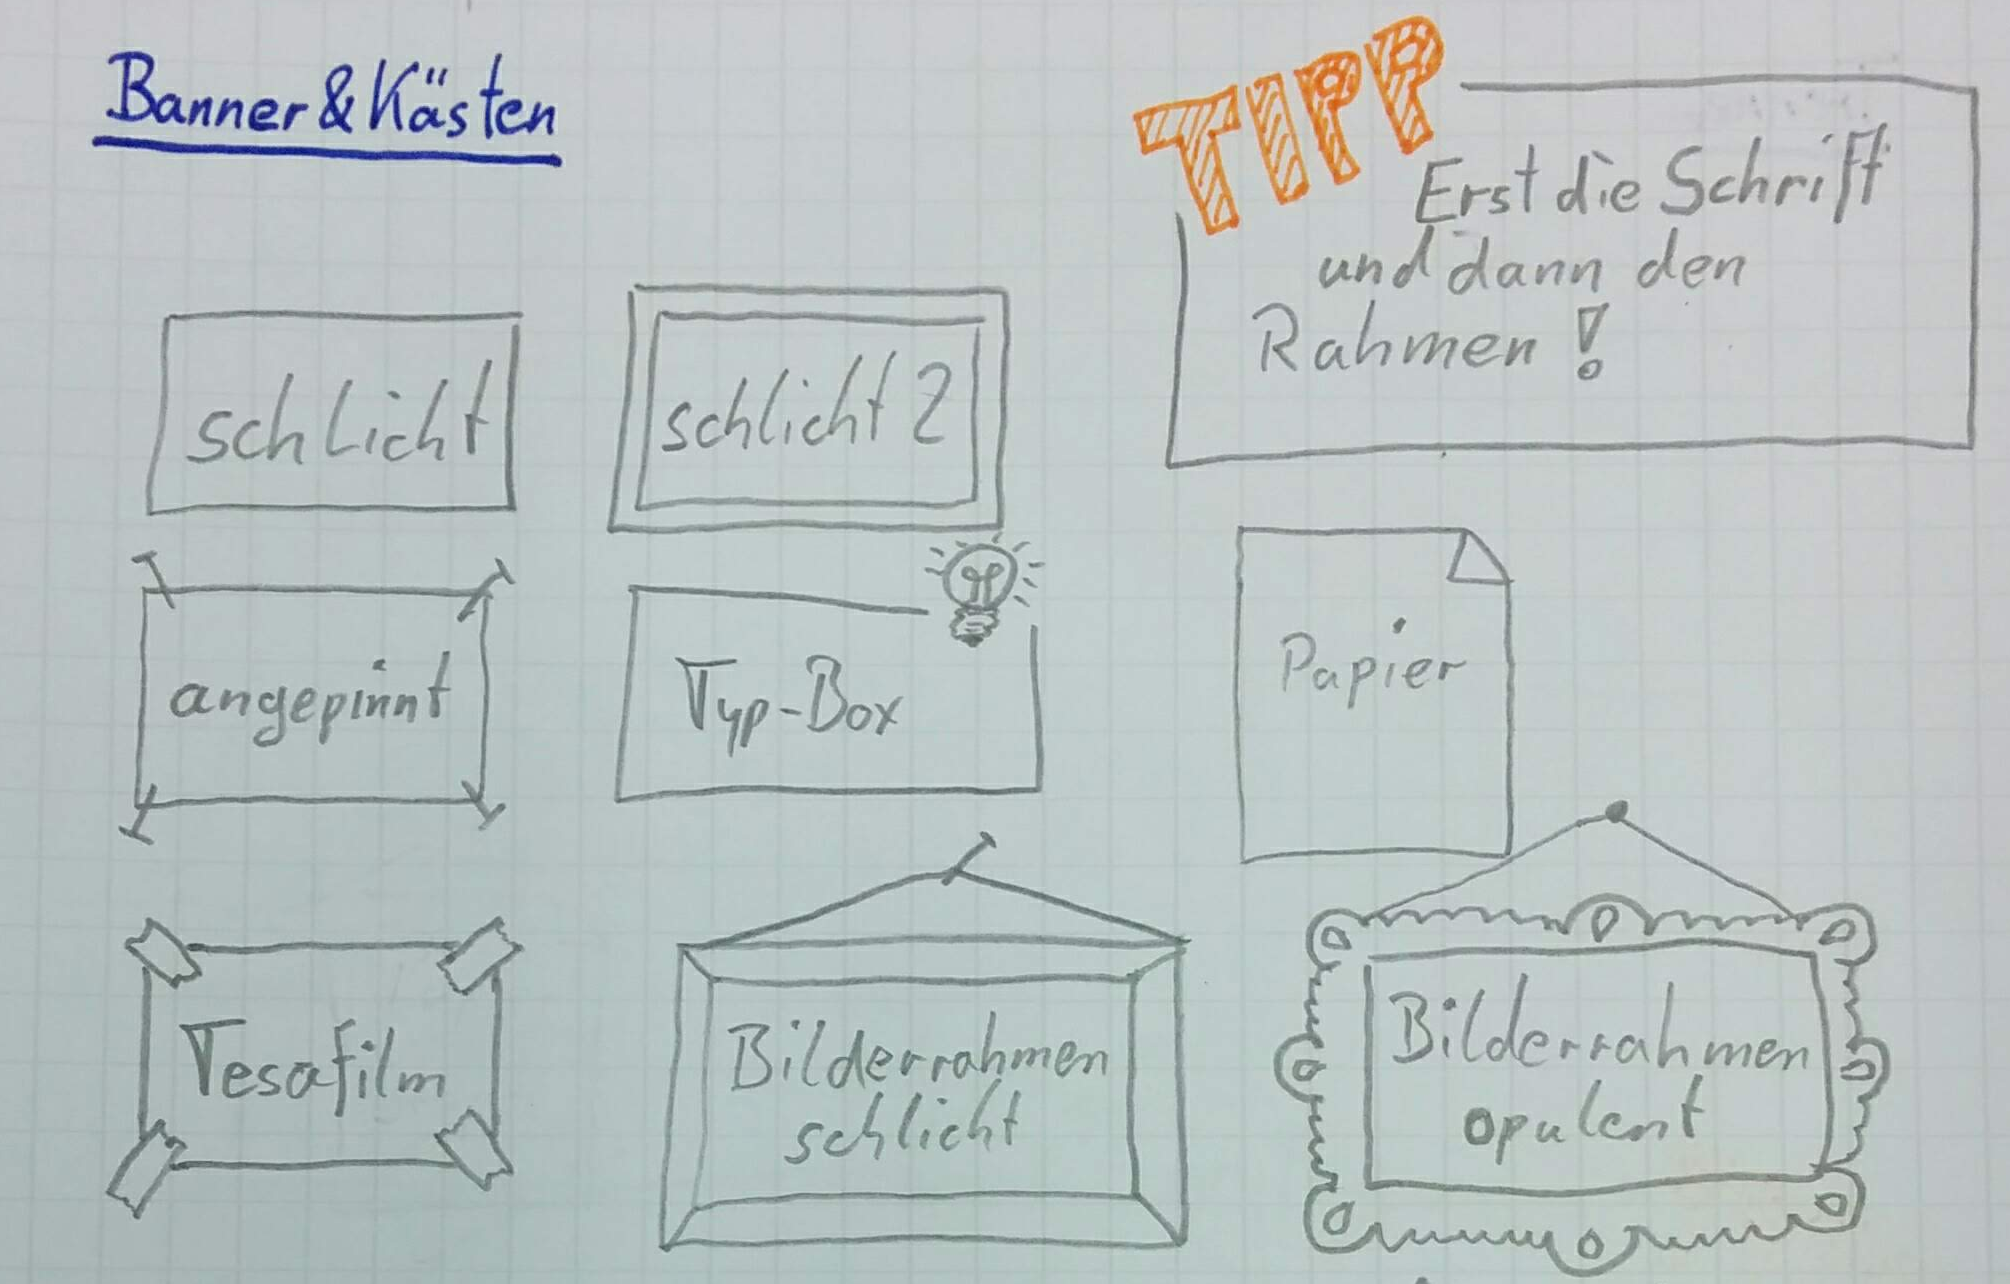 Banner & Kästen
TIPP
Erst die Schrift
und dann den
Rahmen!
schlicht
schlicht 2
angepinnt
Typ-Box
Papier
Tesafilm
Bilderrahmen
schlicht
Bilderrahmen
opulent